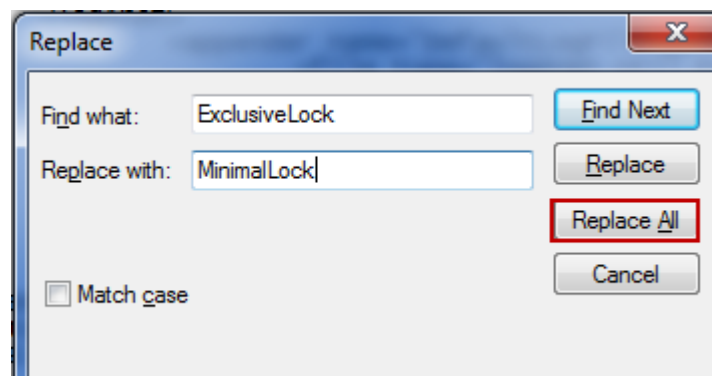 Replace
x
Find what: ExclusiveLock Find Next
Replace with: MinimalLock Replace
Replace All
Match case Cancel